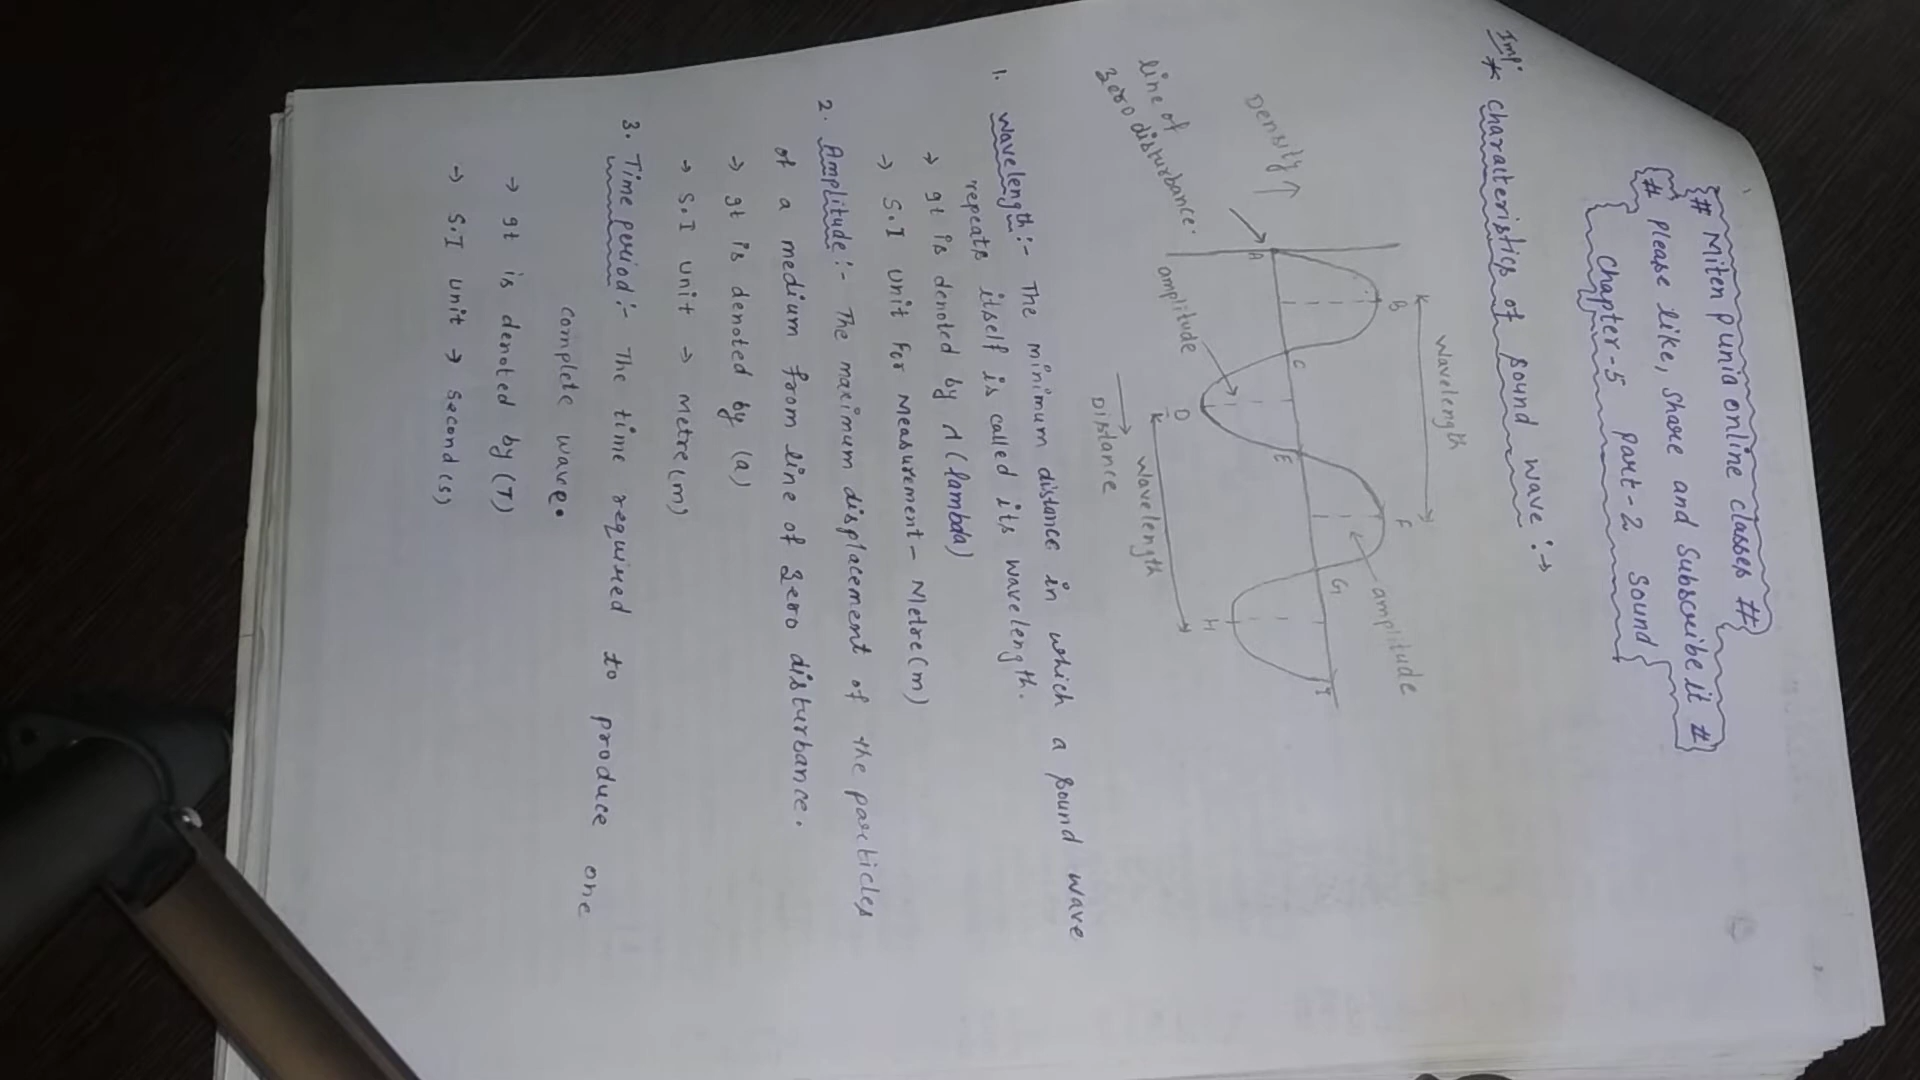 # Miten punia online classes #
# please like, share and subscribe it #
chapter-5 part-2 sound
Imp:
* charateristics of sound wave :→
Wavelength
B
F
amplitude
Density ↑
A
C
E
G
I
line of
zero disturbance.
amplitude
D
H
Wavelength
Distance
1. Wavelength :- The minimum distance in which a sound wave
repeats itself is called its wavelength.
→ It is denoted by λ (lambda)
→ S.I unit for measurement - Metre (m)
2. Amplitude :- The maximum displacement of the particles
of a medium from line of zero disturbance.
→ It is denoted by (a)
→ S.I unit → Metre (m)
3. Time period :- The time required to produce one
complete wave.
→ It is denoted by (T)
→ S.I unit → Second (s)